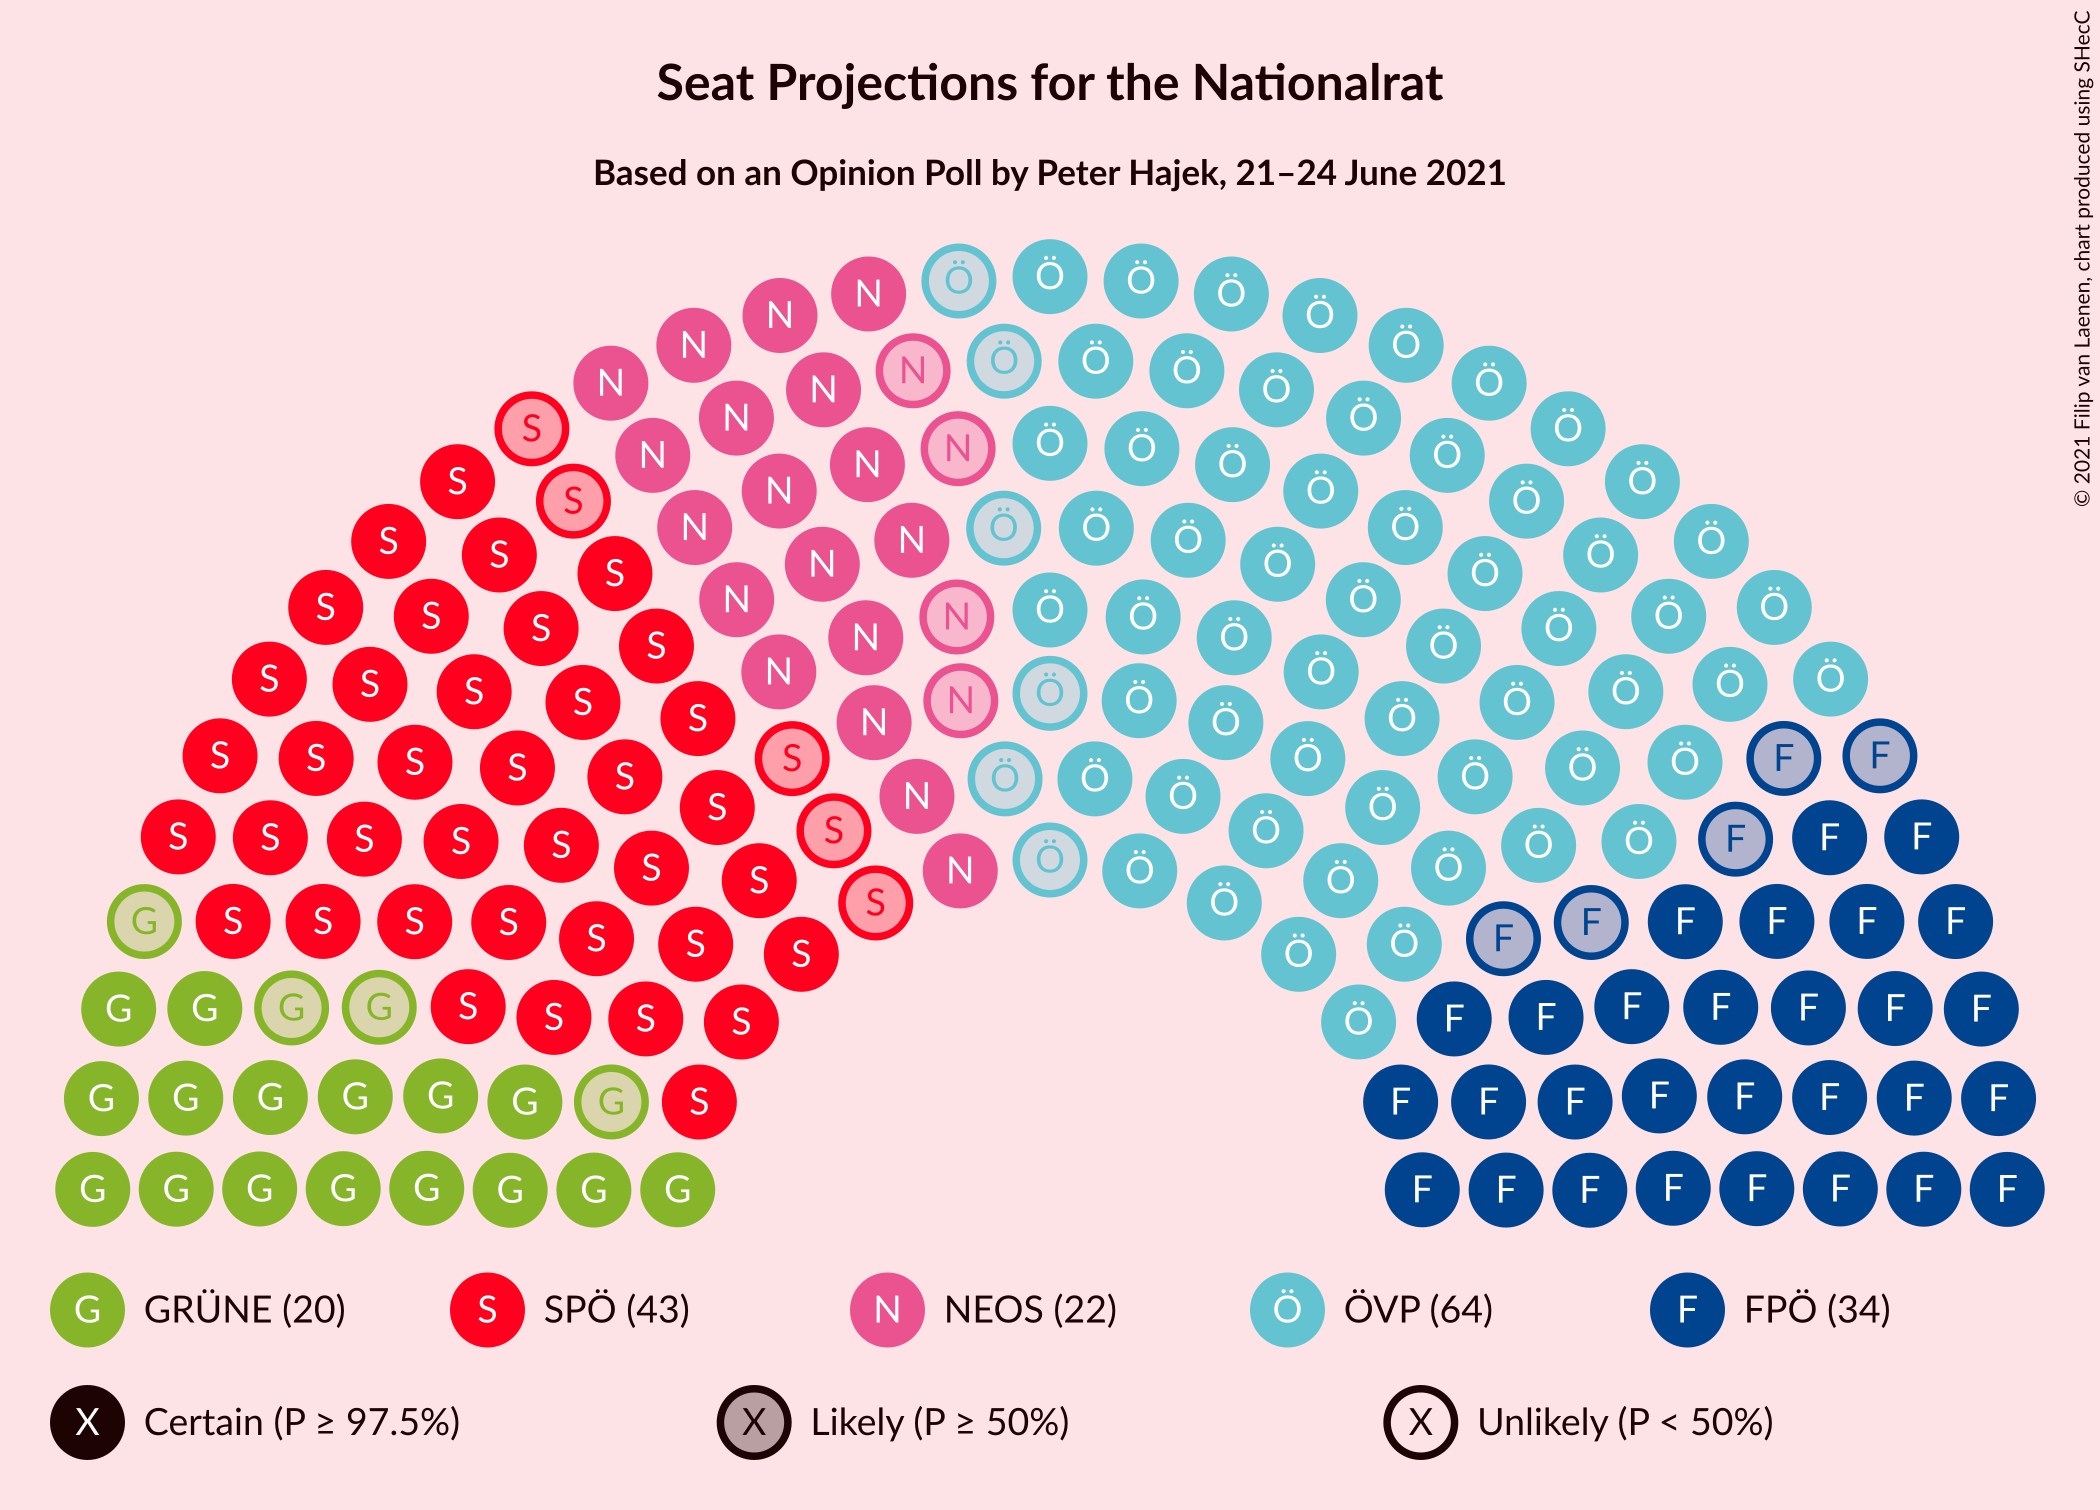 Seat Projections for the Nationalrat
Based on an Opinion Poll by Peter Hajek, 21–24 June 2021
© 2021 Filip van Laenen, chart produced using SHecC
N Ö Ö Ö Ö
N Ö
N N Ö Ö Ö Ö
N N Ö Ö
S N Ö Ö
N N N Ö Ö Ö Ö
S S N Ö Ö Ö
S S N N Ö Ö Ö Ö Ö Ö
S N Ö Ö
S S S N N Ö Ö Ö Ö Ö Ö
S N Ö Ö
S S S S N N Ö Ö Ö Ö Ö Ö Ö
S N Ö Ö
S S S S S S Ö Ö Ö Ö F F
S N Ö Ö Ö Ö
S S S S S S Ö Ö Ö F F F
S S N Ö Ö Ö Ö
G S S S S S S S Ö Ö F F F F F F
S Ö
G G G G S S S S Ö F F F F F F F
G G G G G G G S F F F F F F F F
G G G G G G G G F F F F F F F F
G GRÜNE (20) S SPÖ (43) N NEOS (22) Ö ÖVP (64) F FPÖ (34)
X Certain (P ≥ 97.5%) X Likely (P ≥ 50%) X Unlikely (P < 50%)